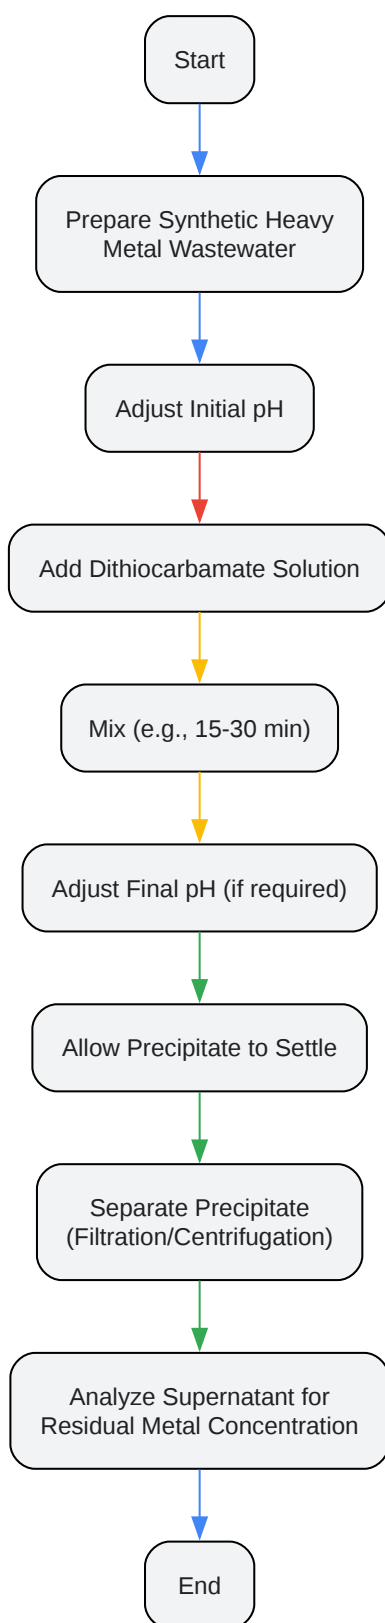 Start
Prepare Synthetic Heavy
Metal Wastewater
Adjust Initial pH
Add Dithiocarbamate Solution
Mix (e.g., 15-30 min)
Adjust Final pH (if required)
Allow Precipitate to Settle
Separate Precipitate
(Filtration/Centrifugation)
Analyze Supernatant for
Residual Metal Concentration
End